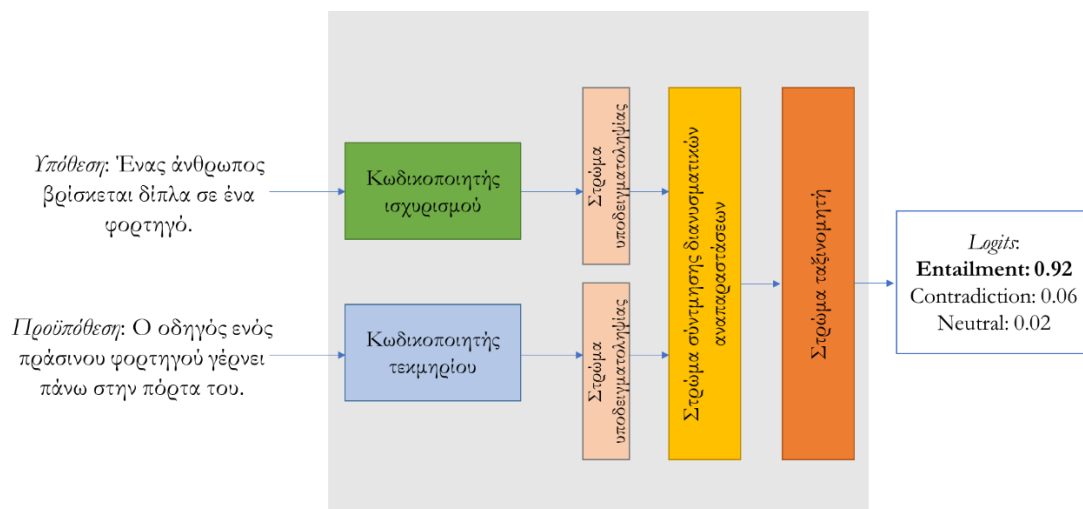 Υπόθεση: Ένας άνθρωπος
βρίσκεται δίπλα σε ένα
φορτηγό.
Κωδικοποιητής
ισχυρισμού
Στρώμα
υποδειγματοληψίας
Προϋπόθεση: Ο οδηγός ενός
πράσινου φορτηγού γέρνει
πάνω στην πόρτα του.
Κωδικοποιητής
τεκμηρίου
Στρώμα
υποδειγματοληψίας
Στρώμα σύντμησης διανυσματικών
αναπαραστάσεων
Στρώμα ταξινομητή
Logits:
Entailment: 0.92
Contradiction: 0.06
Neutral: 0.02